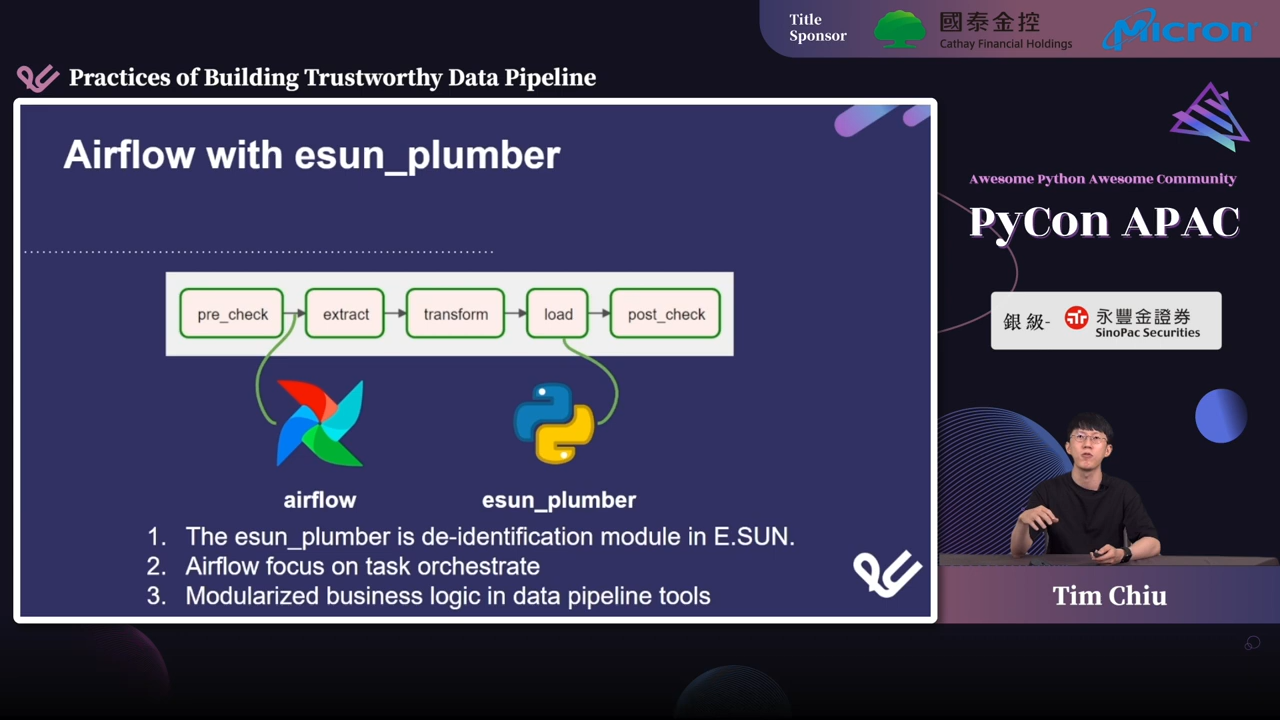 Title
Sponsor
國泰金控
Cathay Financial Holdings
Micron
Practices of Building Trustworthy Data Pipeline
Airflow with esun_plumber
pre_check
extract
transform
load
post_check
airflow
esun_plumber
1. The esun_plumber is de-identification module in E.SUN.
2. Airflow focus on task orchestrate
3. Modularized business logic in data pipeline tools
Awesome Python Awesome Community
PyCon APAC
銀級-
永豐金證券
SinoPac Securities
Tim Chiu